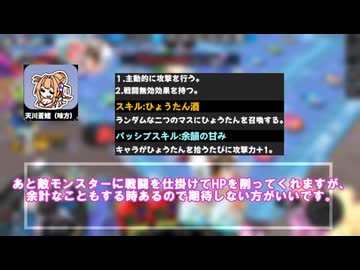 1.主動的に攻撃を行う。
2.戦闘無効効果を持つ。
スキル:ひょうたん酒
ランダムな二つのマスにひょうたんを召喚する。
パッシブスキル:余韻の甘み
キャラがひょうたんを拾うたびに攻撃力+1。
天川蒼鯉（味方）
あと敵モンスターに戦闘を仕掛けてHPを削ってくれますが、
余計なこともする時あるので期待しない方がいいです。